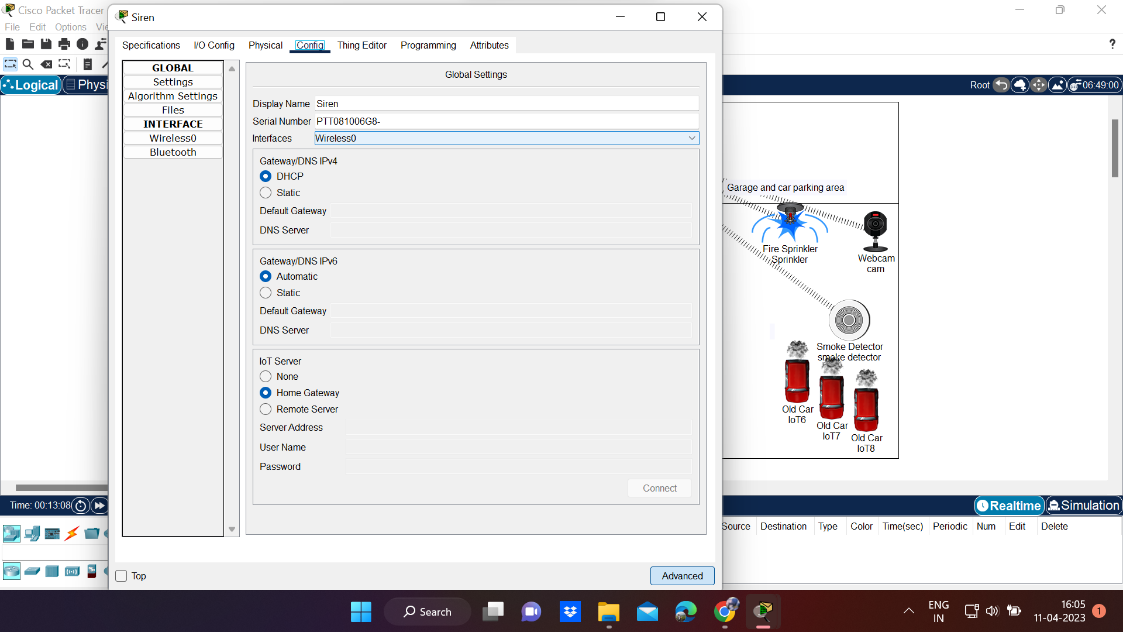 Cisco Packet Tracer
File Edit Options
Siren
Specifications I/O Config Physical Config Thing Editor Programming Attributes
?
Logical
Root
06:49:00
GLOBAL
Settings
Algorithm Settings
Files
INTERFACE
Wireless0
Bluetooth
Global Settings
Display Name Siren
Serial Number PTT081006G8-
Interfaces Wireless0
Gateway/DNS IPv4
DHCP
Static
Default Gateway
DNS Server
Gateway/DNS IPv6
Automatic
Static
Default Gateway
DNS Server
IoT Server
None
Home Gateway
Remote Server
Server Address
User Name
Password
Connect
Top
Advanced
Garage and car parking area
Fire Sprinkler
Sprinkler
Webcam
cam
Smoke Detector
smoke detector
Old Car
IoT6
Old Car
IoT7
Old Car
IoT8
Time: 00:13:08
Realtime Simulation
Source Destination Type Color Time(sec) Periodic Num Edit Delete
Search
ENG
IN
16:05
11-04-2023
1